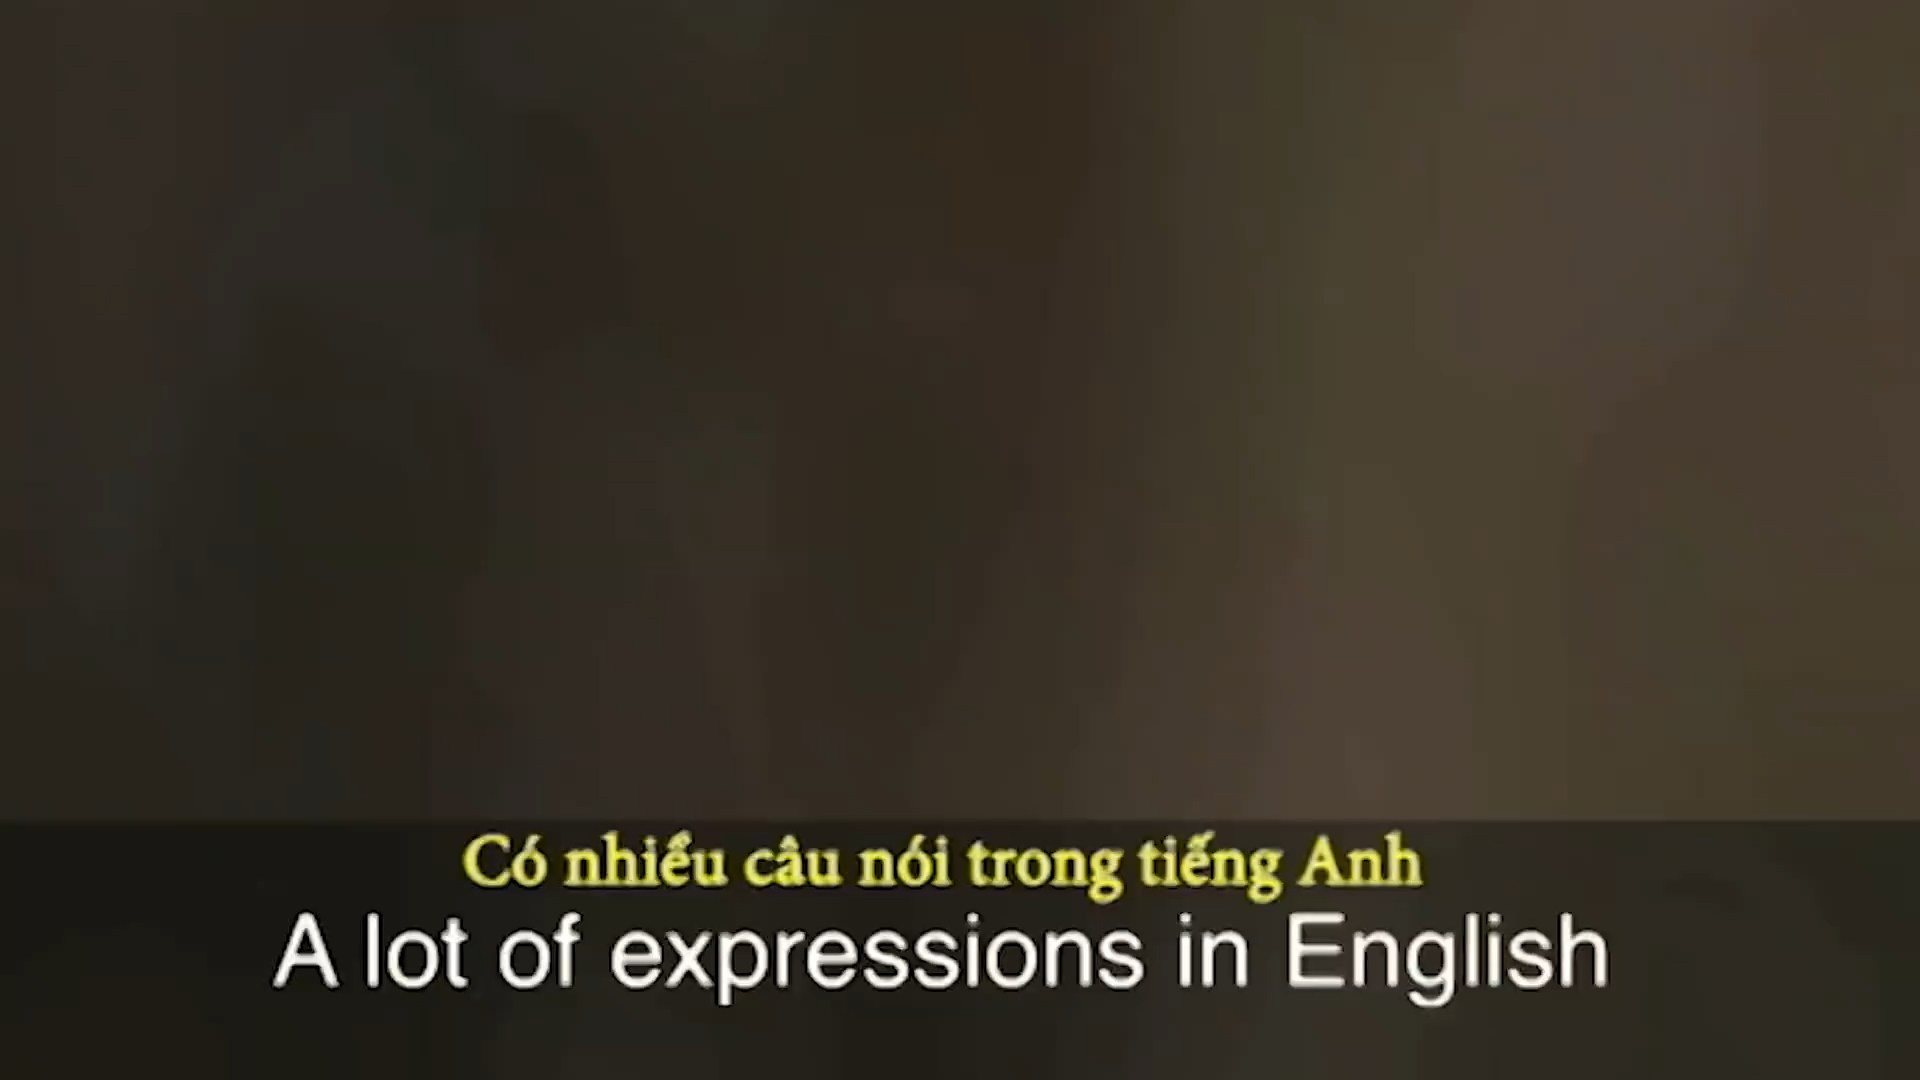 Có nhiều câu nói trong tiếng Anh
A lot of expressions in English